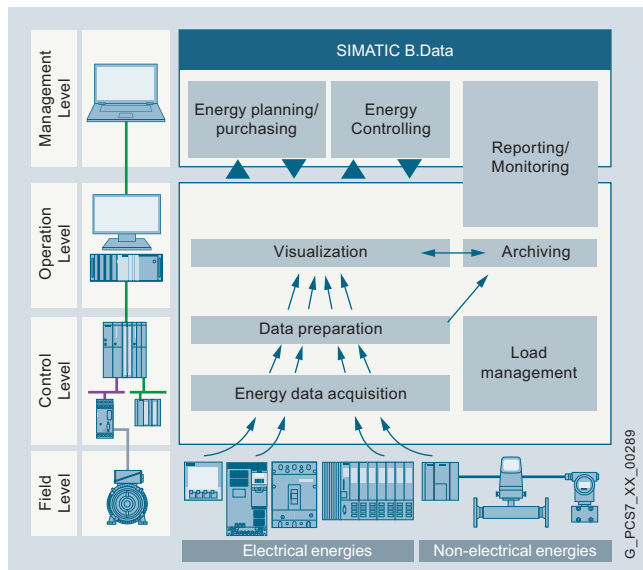 SIMATIC B.Data
Management
Level
Energy planning/
purchasing
Energy
Controlling
Reporting/
Monitoring
Operation
Level
Visualization
Archiving
Control
Level
Data preparation
Energy data acquisition
Load
management
Field
Level
Electrical energies
Non-electrical energies
G_PCS7_XX_00289